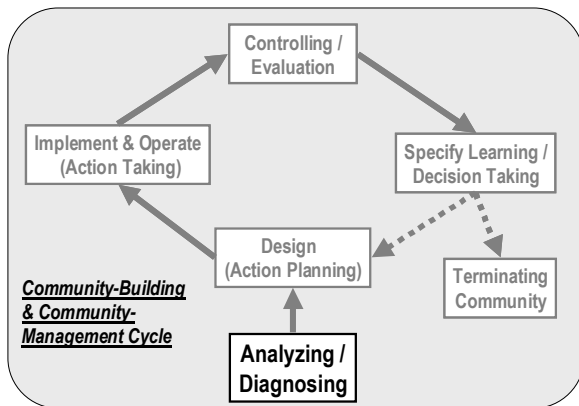 Controlling /
Evaluation
Implement & Operate
(Action Taking)
Specify Learning /
Decision Taking
Design
(Action Planning)
Terminating
Community
Community-Building
& Community-
Management Cycle
Analyzing /
Diagnosing